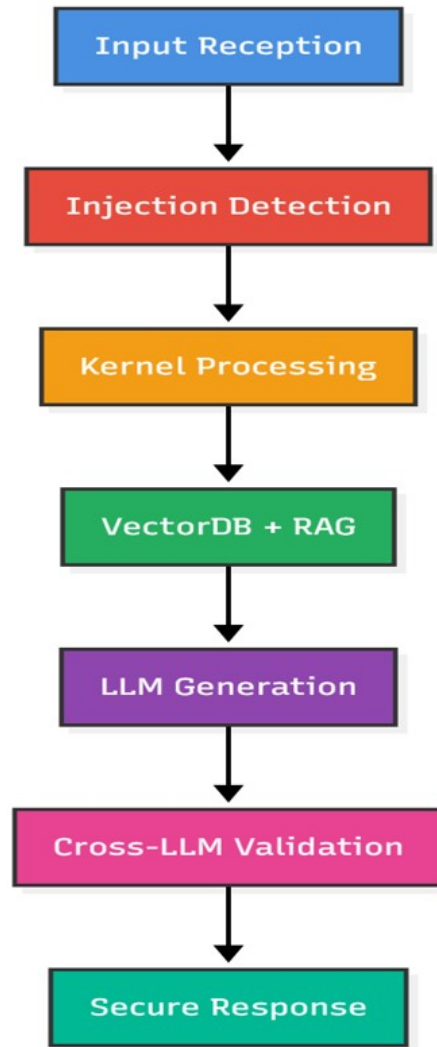 Input Reception
Injection Detection
Kernel Processing
VectorDB + RAG
LLM Generation
Cross-LLM Validation
Secure Response